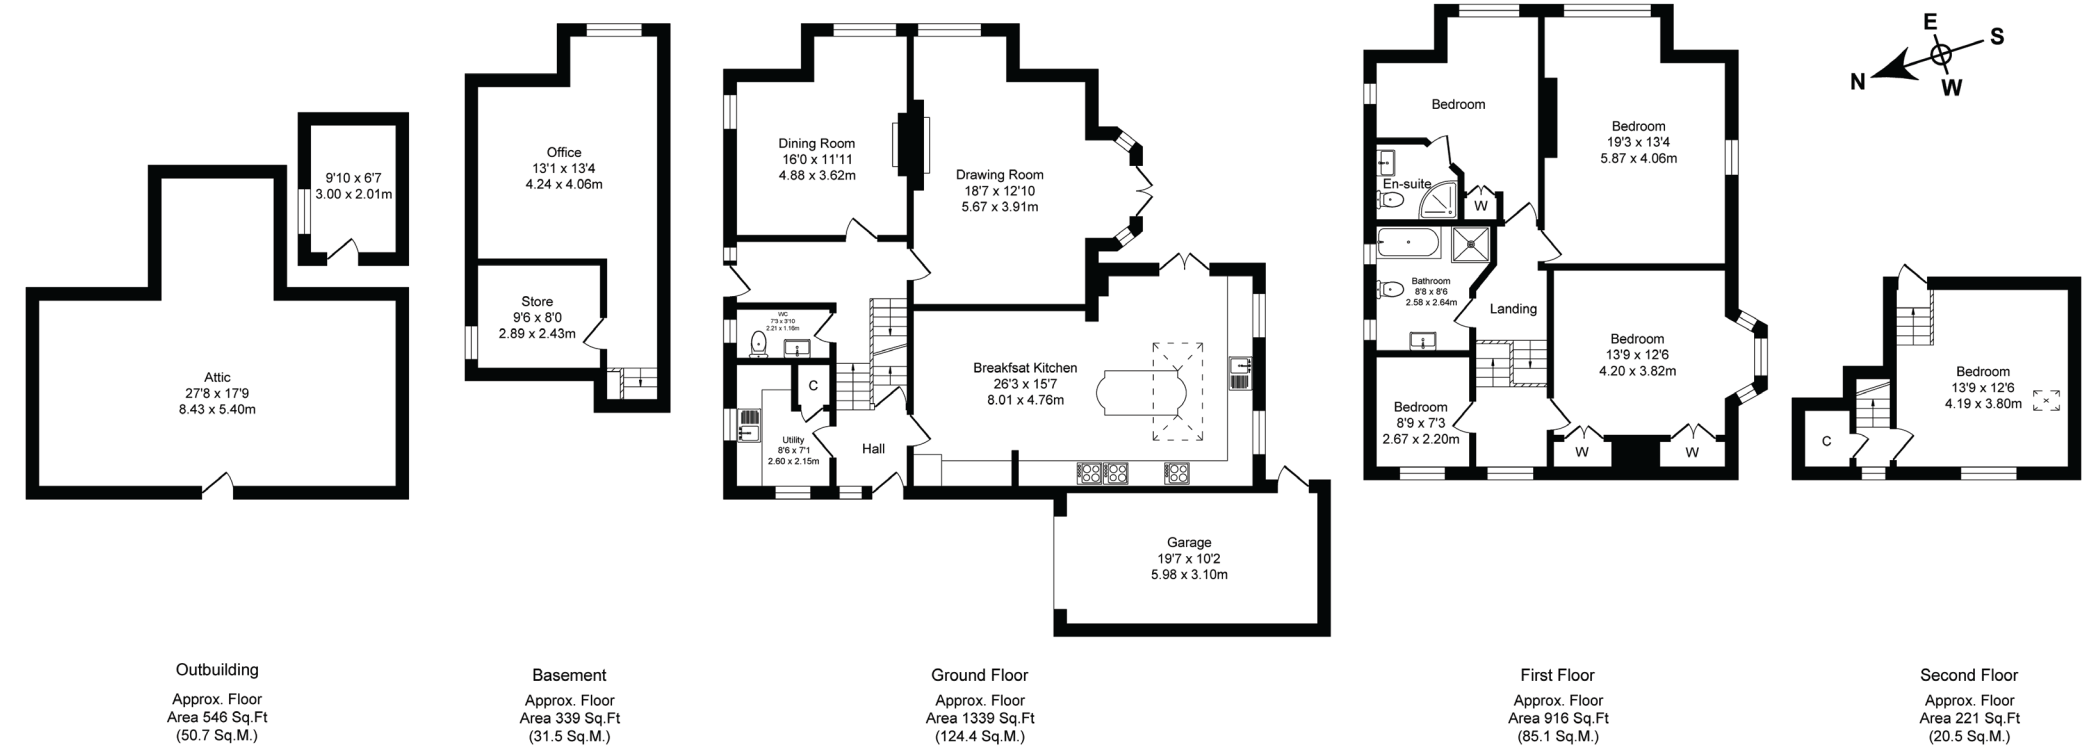 9'10 x 6'7
3.00 x 2.01m
Attic
27'8 x 17'9
8.43 x 5.40m
Outbuilding
Approx. Floor
Area 546 Sq.Ft
(50.7 Sq.M.)
Office
13'1 x 13'4
4.24 x 4.06m
Store
9'6 x 8'0
2.89 x 2.43m
Basement
Approx. Floor
Area 339 Sq.Ft
(31.5 Sq.M.)
Dining Room
16'0 x 11'11
4.88 x 3.62m
Drawing Room
18'7 x 12'10
5.67 x 3.91m
WC
7'3 x 3'10
2.21 x 1.16m
C
Utility
8'6 x 7'1
2.60 x 2.15m
Hall
Breakfsat Kitchen
26'3 x 15'7
8.01 x 4.76m
Garage
19'7 x 10'2
5.98 x 3.10m
Ground Floor
Approx. Floor
Area 1339 Sq.Ft
(124.4 Sq.M.)
Bedroom
Bedroom
19'3 x 13'4
5.87 x 4.06m
En-suite
W
Bathroom
8'8 x 8'6
2.58 x 2.64m
Landing
Bedroom
13'9 x 12'6
4.20 x 3.82m
Bedroom
8'9 x 7'3
2.67 x 2.20m
W
W
First Floor
Approx. Floor
Area 916 Sq.Ft
(85.1 Sq.M.)
E
S
N
W
Bedroom
13'9 x 12'6
4.19 x 3.80m
C
Second Floor
Approx. Floor
Area 221 Sq.Ft
(20.5 Sq.M.)